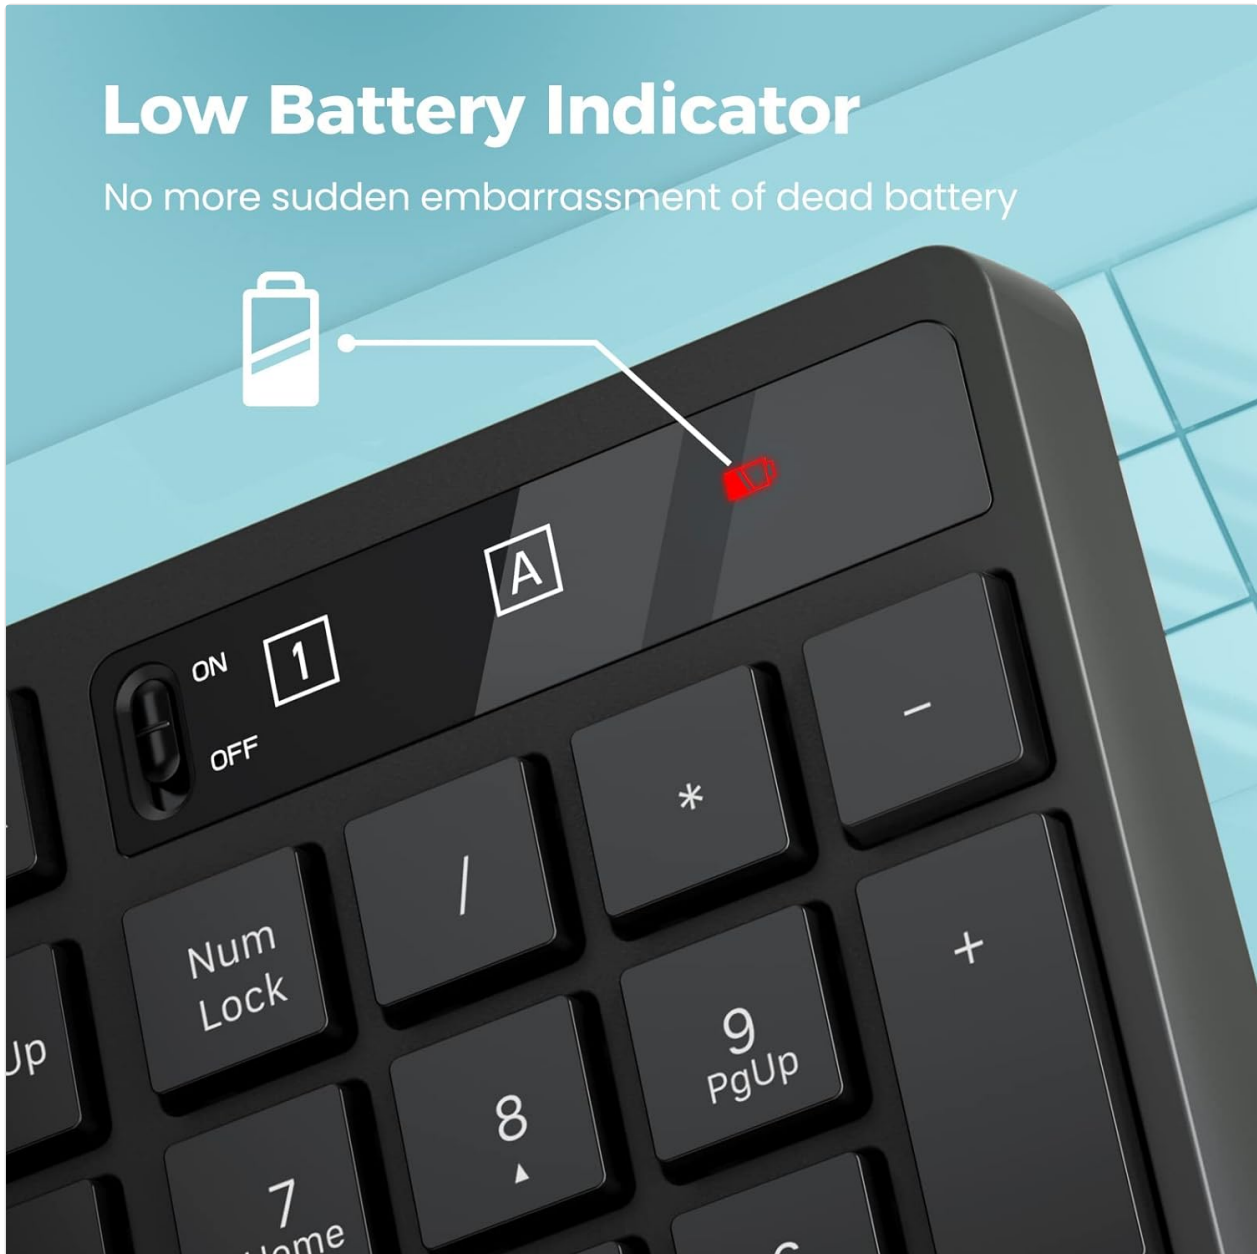 Low Battery Indicator
No more sudden embarrassment of dead battery
A
ON
1
OFF
-
*
/
+
Num
Lock
9
PgUp
8
▲
7